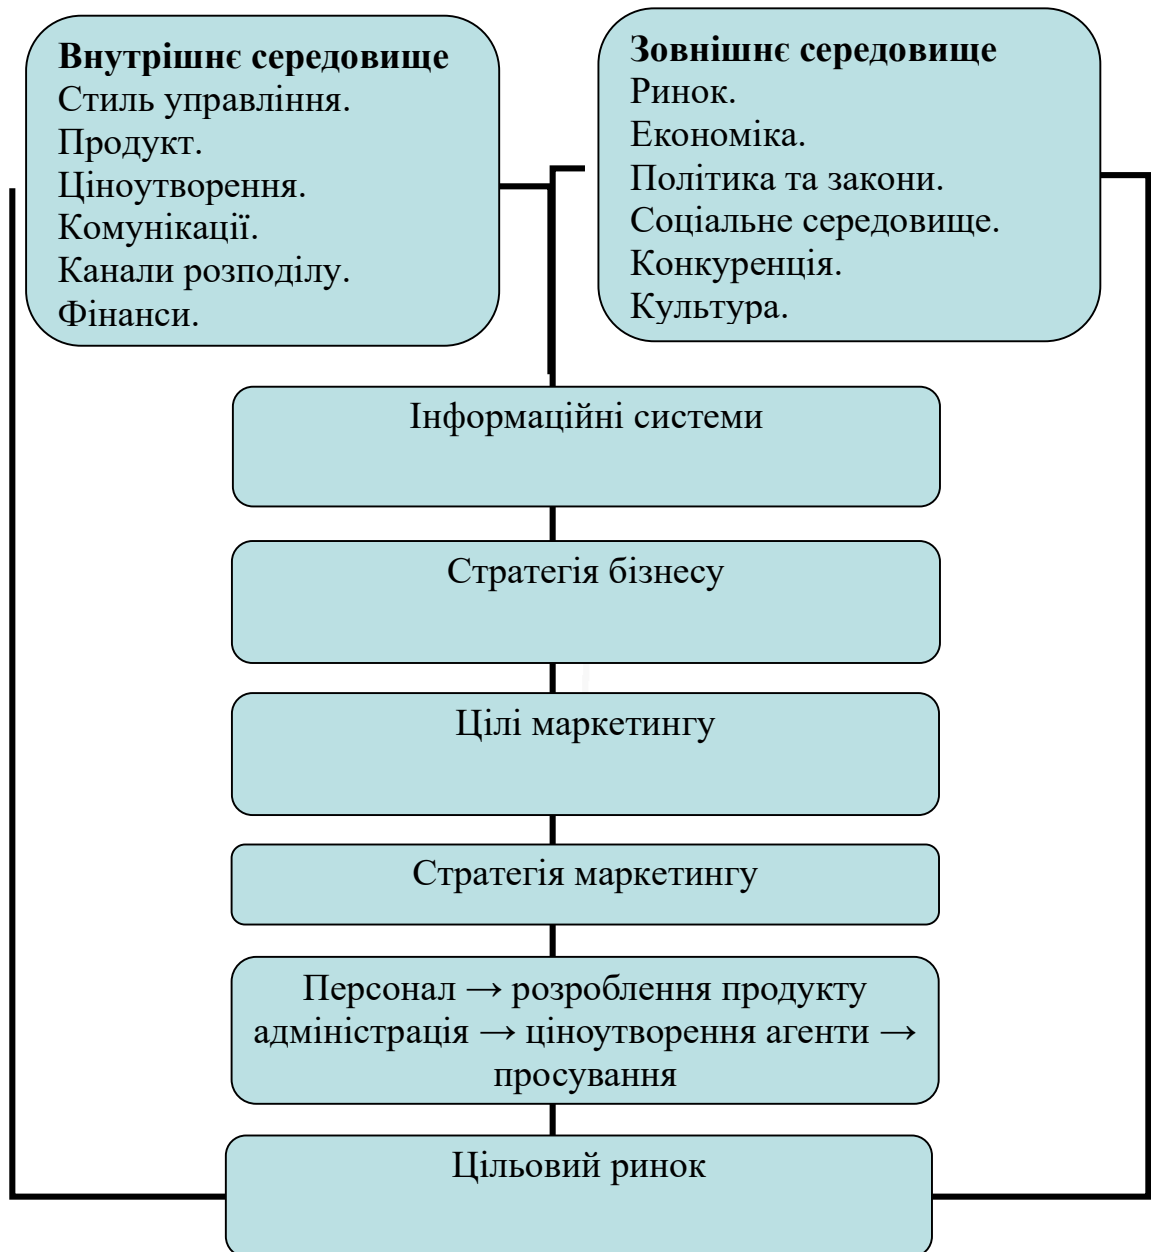 Внутрішнє середовище
Стиль управління.
Продукт.
Ціноутворення.
Комунікації.
Канали розподілу.
Фінанси.
Зовнішнє середовище
Ринок.
Економіка.
Політика та закони.
Соціальне середовище.
Конкуренція.
Культура.
Інформаційні системи
Стратегія бізнесу
Цілі маркетингу
Стратегія маркетингу
Персонал → розроблення продукту
адміністрація → ціноутворення агенти →
просування
Цільовий ринок